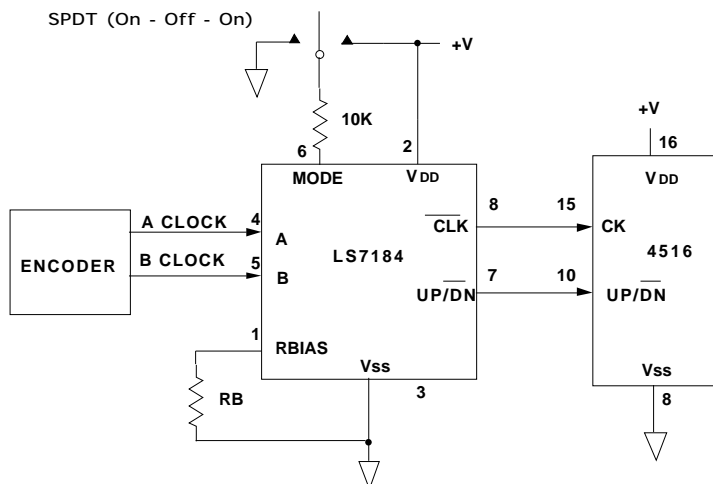 SPDT (On - Off - On)
+V
10K
6
2
MODE
VDD
+V
16
VDD
ENCODER
A CLOCK
4
A
B CLOCK
5
B
LS7184
CLK
8
15
CK
4516
UP/DN
7
10
UP/DN
1
RBIAS
RB
Vss
3
Vss
8